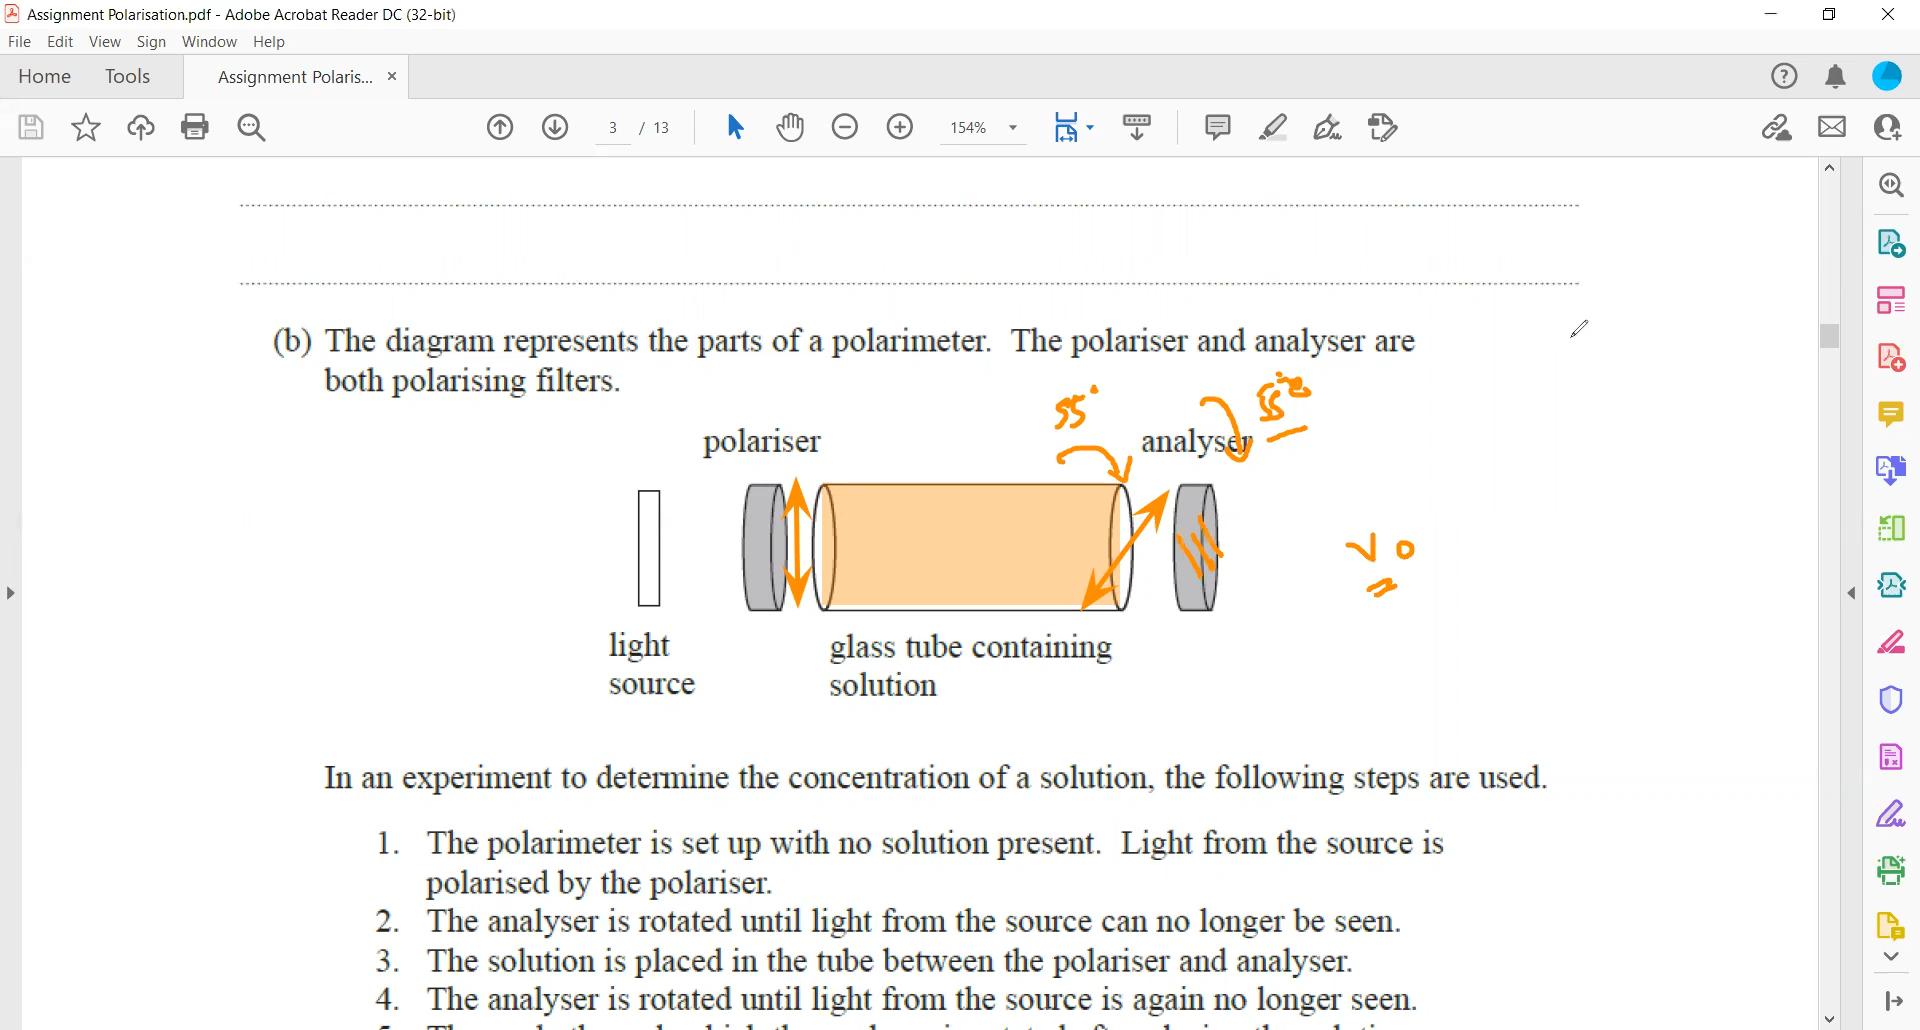 Assignment Polarisation.pdf - Adobe Acrobat Reader DC (32-bit)
File Edit View Sign Window Help
Home Tools Assignment Polaris... ×
3 / 13 154%
(b) The diagram represents the parts of a polarimeter. The polariser and analyser are
both polarising filters.
55°
55°
polariser
analyser
light
source
glass tube containing
solution
In an experiment to determine the concentration of a solution, the following steps are used.
1. The polarimeter is set up with no solution present. Light from the source is
polarised by the polariser.
2. The analyser is rotated until light from the source can no longer be seen.
3. The solution is placed in the tube between the polariser and analyser.
4. The analyser is rotated until light from the source is again no longer seen.